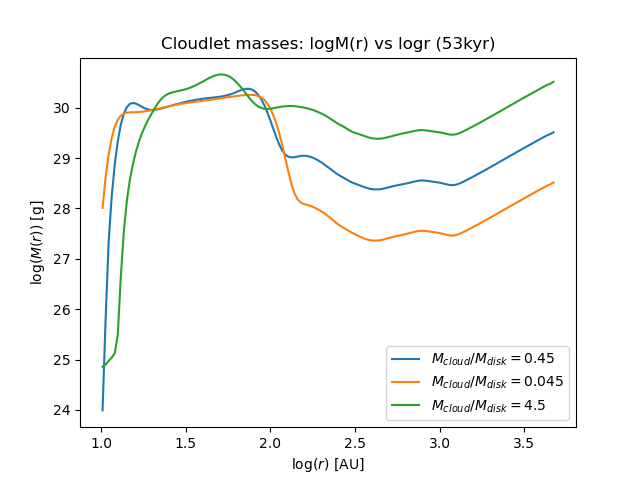 Cloudlet masses: logM(r) vs logr (53kyr)
log(M(r)) [g]
30
29
28
27
26
25
24
1.0 1.5 2.0 2.5 3.0 3.5
log(r) [AU]
M_cloud/M_disk = 0.45
M_cloud/M_disk = 0.045
M_cloud/M_disk = 4.5